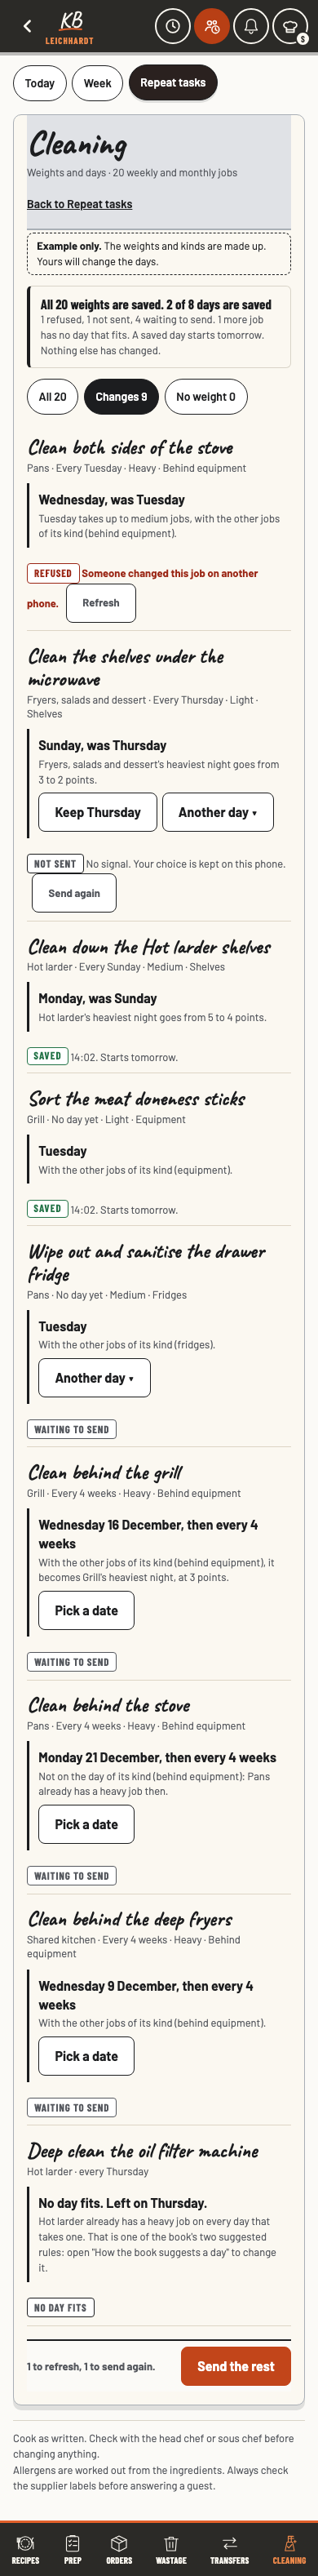 KB
LEICHARDT
$
Today
Week
Repeat tasks
Cleaning
Weights and days · 20 weekly and monthly jobs
Back to Repeat tasks
Example only. The weights and kinds are made up.
Yours will change the days.
All 20 weights are saved. 2 of 8 days are saved
1 refused, 1 not sent, 4 waiting to send. 1 more job
has no day that fits. A saved day starts tomorrow.
Nothing else has changed.
All 20
Changes 9
No weight 0
Clean both sides of the stove
Pans · Every Tuesday · Heavy · Behind equipment
Wednesday, was Tuesday
Tuesday takes up to medium jobs, with the other jobs
of its kind (behind equipment).
REFUSED Someone changed this job on another
phone. Refresh
Clean the shelves under the
microwave
Fryers, salads and dessert · Every Thursday · Light ·
Shelves
Sunday, was Thursday
Fryers, salads and dessert's heaviest night goes from
3 to 2 points.
Keep Thursday
Another day ▾
NOT SENT No signal. Your choice is kept on this phone.
Send again
Clean down the Hot larder shelves
Hot larder · Every Sunday · Medium · Shelves
Monday, was Sunday
Hot larder's heaviest night goes from 5 to 4 points.
SAVED 14:02. Starts tomorrow.
Sort the meat doneness sticks
Grill · No day yet · Light · Equipment
Tuesday
With the other jobs of its kind (equipment).
SAVED 14:02. Starts tomorrow.
Wipe out and sanitise the drawer
fridge
Pans · No day yet · Medium · Fridges
Tuesday
With the other jobs of its kind (fridges).
Another day ▾
WAITING TO SEND
Clean behind the grill
Grill · Every 4 weeks · Heavy · Behind equipment
Wednesday 16 December, then every 4
weeks
With the other jobs of its kind (behind equipment), it
becomes Grill's heaviest night, at 3 points.
Pick a date
WAITING TO SEND
Clean behind the stove
Pans · Every 4 weeks · Heavy · Behind equipment
Monday 21 December, then every 4 weeks
Not on the day of its kind (behind equipment): Pans
already has a heavy job then.
Pick a date
WAITING TO SEND
Clean behind the deep fryers
Shared kitchen · Every 4 weeks · Heavy · Behind
equipment
Wednesday 9 December, then every 4
weeks
With the other jobs of its kind (behind equipment).
Pick a date
WAITING TO SEND
Deep clean the oil filter machine
Hot larder · every Thursday
No day fits. Left on Thursday.
Hot larder already has a heavy job on every day that
takes one. That is one of the book's two suggested
rules: open "How the book suggests a day" to change
it.
NO DAY FITS
1 to refresh, 1 to send again.
Send the rest
Cook as written. Check with the head chef or sous chef before
changing anything.
Allergens are worked out from the ingredients. Always check
the supplier labels before answering a guest.
RECIPES
PREP
ORDERS
WASTAGE
TRANSFERS
CLEANING